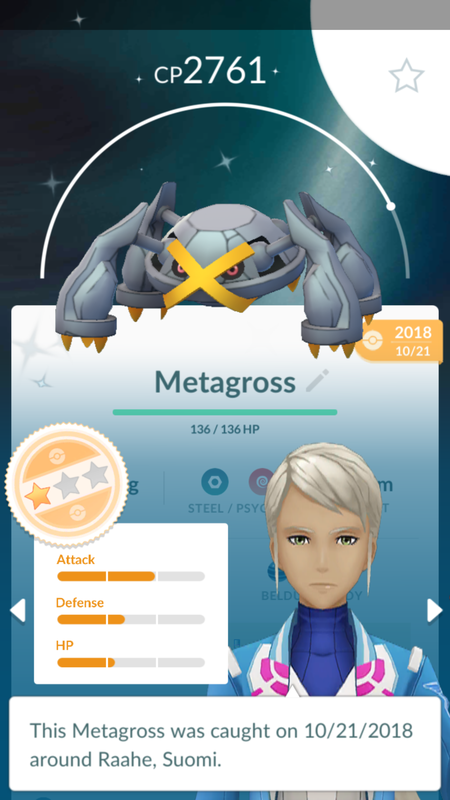 CP2761
2018
10/21
Metagross
136 / 136 HP
STEEL / PSYC
Attack
Defense
HP
This Metagross was caught on 10/21/2018
around Raahe, Suomi.